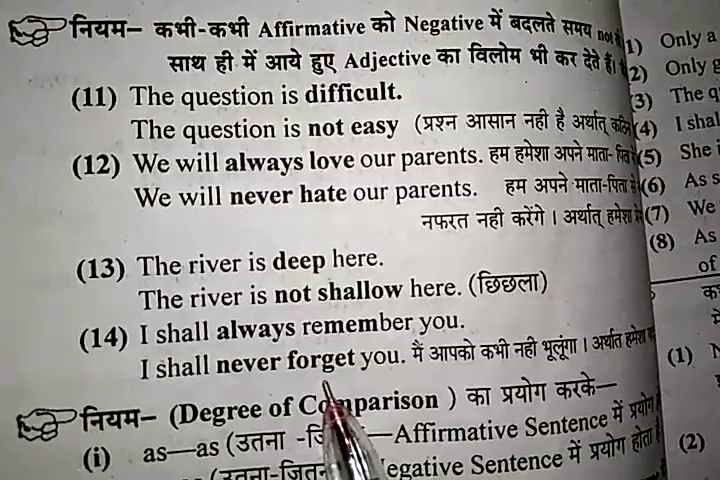 नियम– कभी-कभी Affirmative को Negative में बदलते समय not
साथ ही में आये हुए Adjective का विलोम भी कर देते हैं।
(11) The question is difficult.
The question is not easy (प्रश्न आसान नही है अर्थात्
(12) We will always love our parents. हम हमेशा अपने माता-
We will never hate our parents. हम अपने माता-पिता
नफरत नही करेंगे। अर्थात् हमेशा
(13) The river is deep here.
The river is not shallow here. (छिछला)
(14) I shall always remember you.
I shall never forget you. मैं आपको कभी नही भूलूंगा। अर्थात हमेशा
नियम– (Degree of Comparison ) का प्रयोग करके—
(i) as—as (उतना —Affirmative Sentence में प्रयोग
(उतना-जितन egative Sentence में प्रयोग होता
1) Only a
2) Only g
(3) The q
(4) I shal
(5) She i
(6) As s
(7) We
(8) As
of
(1)
(2)